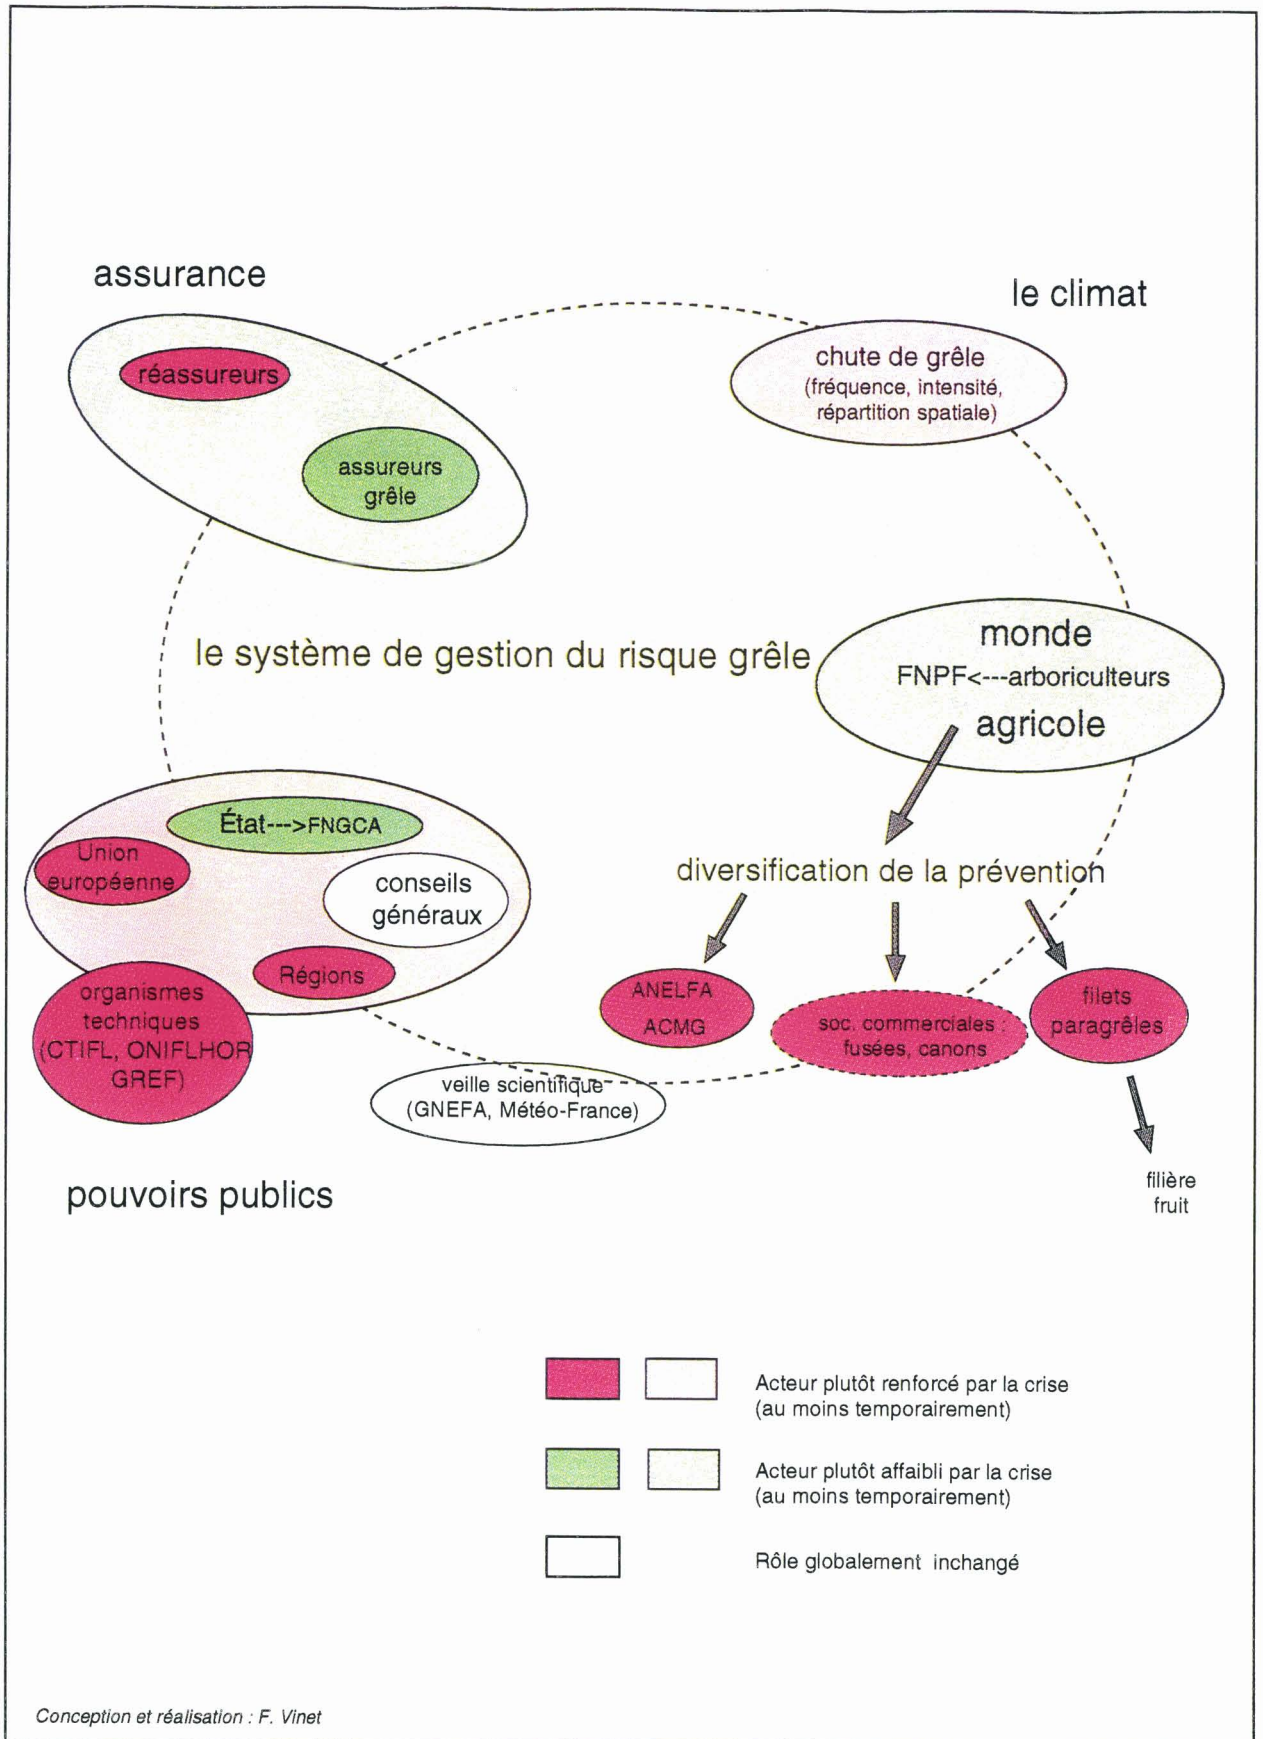 assurance
le climat
réassureurs
assureurs
grêle
chute de grêle
(fréquence, intensité,
répartition spatiale)
le système de gestion du risque grêle
monde
FNPF<---arboriculteurs
agricole
État--->FNGCA
Union
européenne
conseils
généraux
Régions
organismes
techniques
(CTIFL, ONIFLHOR
GREF)
pouvoirs publics
diversification de la prévention
ANELFA
ACMG
soc. commerciales :
fusées, canons
filets
paragrêles
veille scientifique
(GNEFA, Météo-France)
filière
fruit
Acteur plutôt renforcé par la crise
(au moins temporairement)
Acteur plutôt affaibli par la crise
(au moins temporairement)
Rôle globalement inchangé
Conception et réalisation : F. Vinet